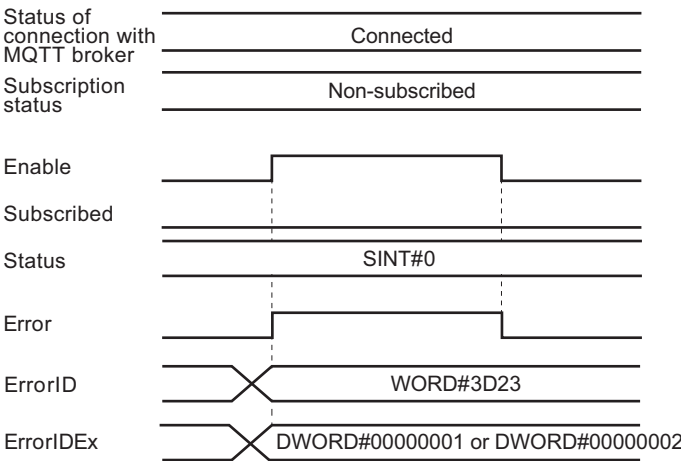 Status of
connection with
MQTT broker
Connected
Subscription
status
Non-subscribed
Enable
Subscribed
Status
SINT#0
Error
ErrorID
WORD#3D23
ErrorIDEx
DWORD#00000001 or DWORD#00000002